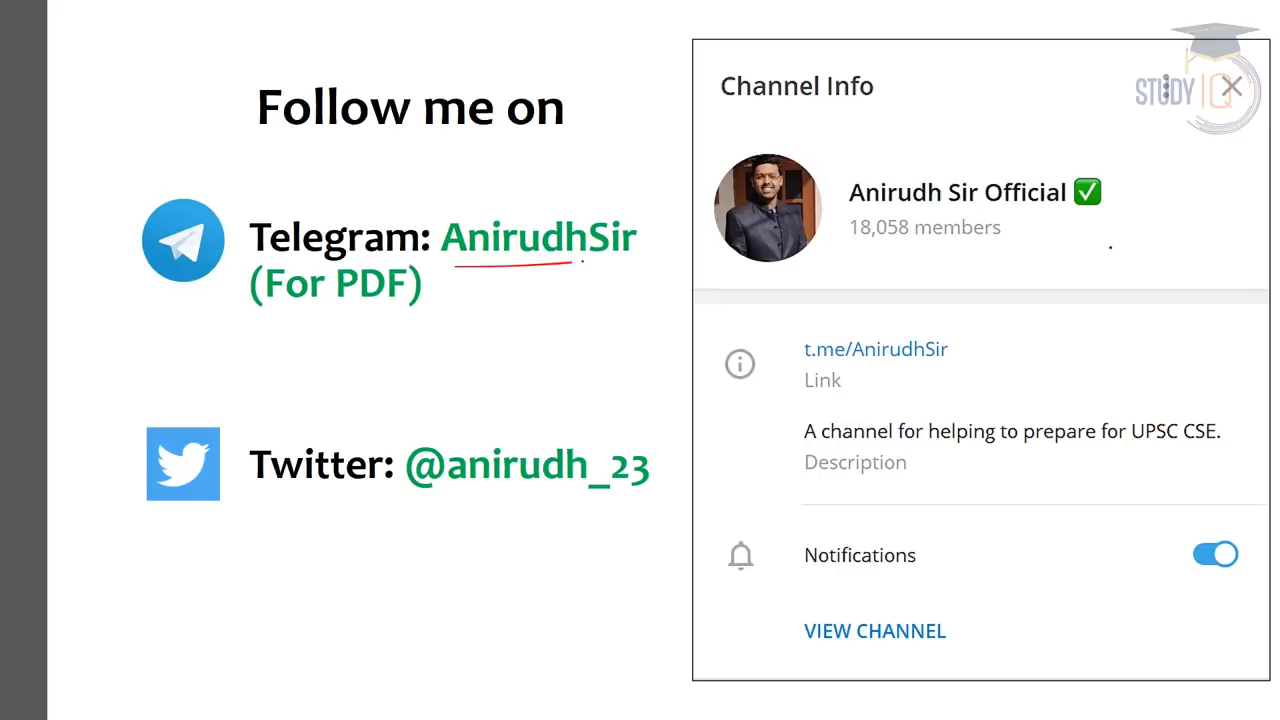 Follow me on
Telegram: AnirudhSir
(For PDF)
Twitter: @anirudh_23
STUDY IQ
Channel Info
Anirudh Sir Official ✅
18,058 members
t.me/AnirudhSir
Link
A channel for helping to prepare for UPSC CSE.
Description
Notifications
VIEW CHANNEL